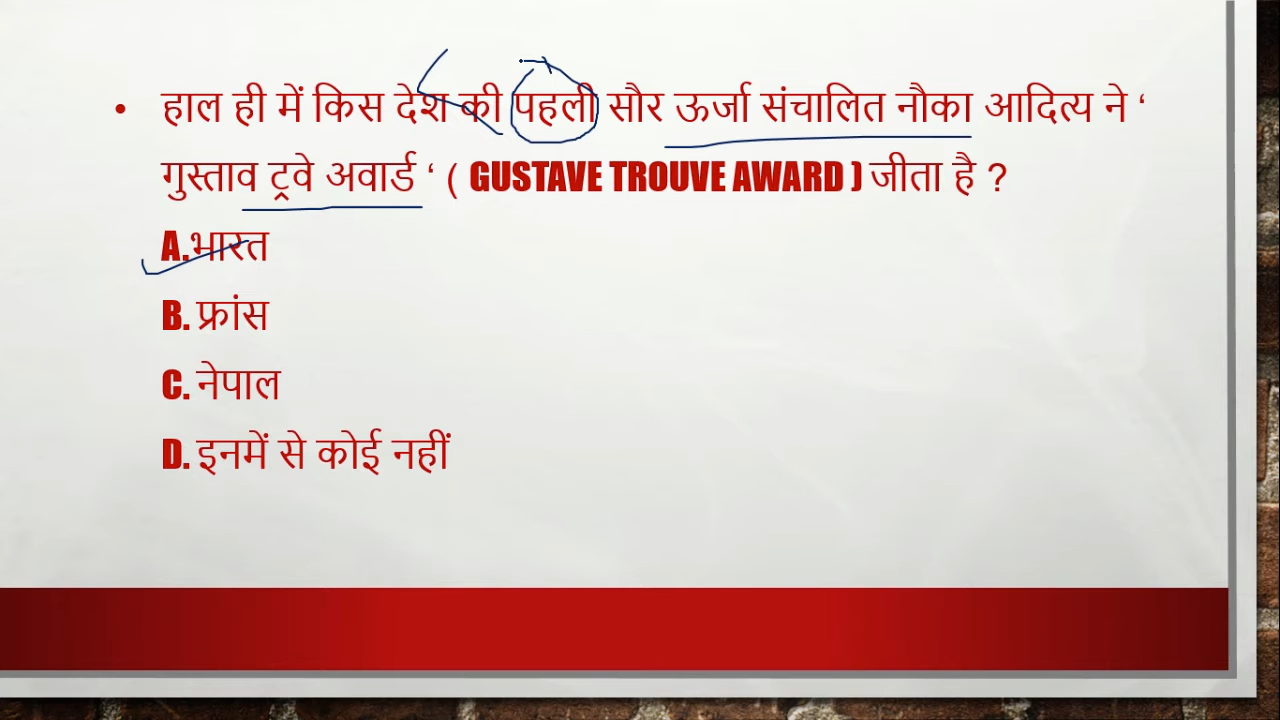 • हाल ही में किस देश की पहली सौर ऊर्जा संचालित नौका आदित्य ने ‘
गुस्ताव ट्रवे अवार्ड ‘ ( GUSTAVE TROUVE AWARD ) जीता है ?
A.भारत
B. फ्रांस
C. नेपाल
D. इनमें से कोई नहीं